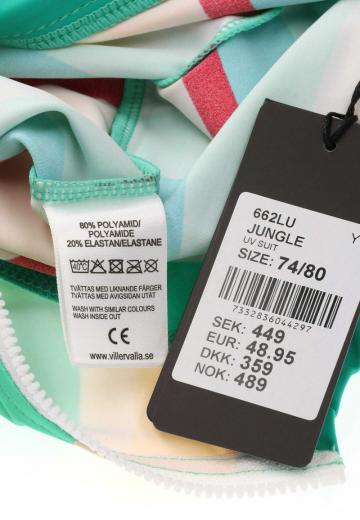 80% POLYAMID/
POLYAMIDE
20% ELASTAN/ELASTANE
40°C
TVÄTTAS MED LIKNANDE FÄRGER
TVÄTTAS MED AVIGSIDAN UTÅT
WASH WITH SIMILAR COLOURS
WASH INSIDE OUT
CE
www.villervalla.se
662LU
JUNGLE Y
UV SUIT
SIZE: 74/80
7332836044297
SEK: 449
EUR: 48.95
DKK: 359
NOK: 489